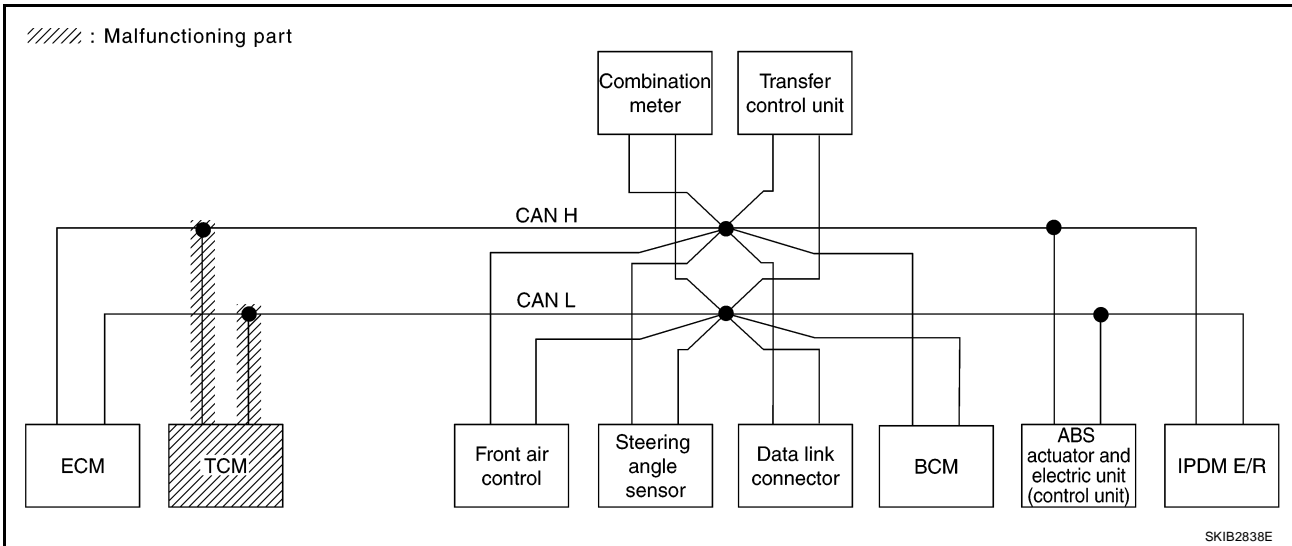 : Malfunctioning part
Combination
meter
Transfer
control unit
CAN H
CAN L
ECM
TCM
Front air
control
Steering
angle
sensor
Data link
connector
BCM
ABS
actuator and
electric unit
(control unit)
IPDM E/R
SKIB2838E